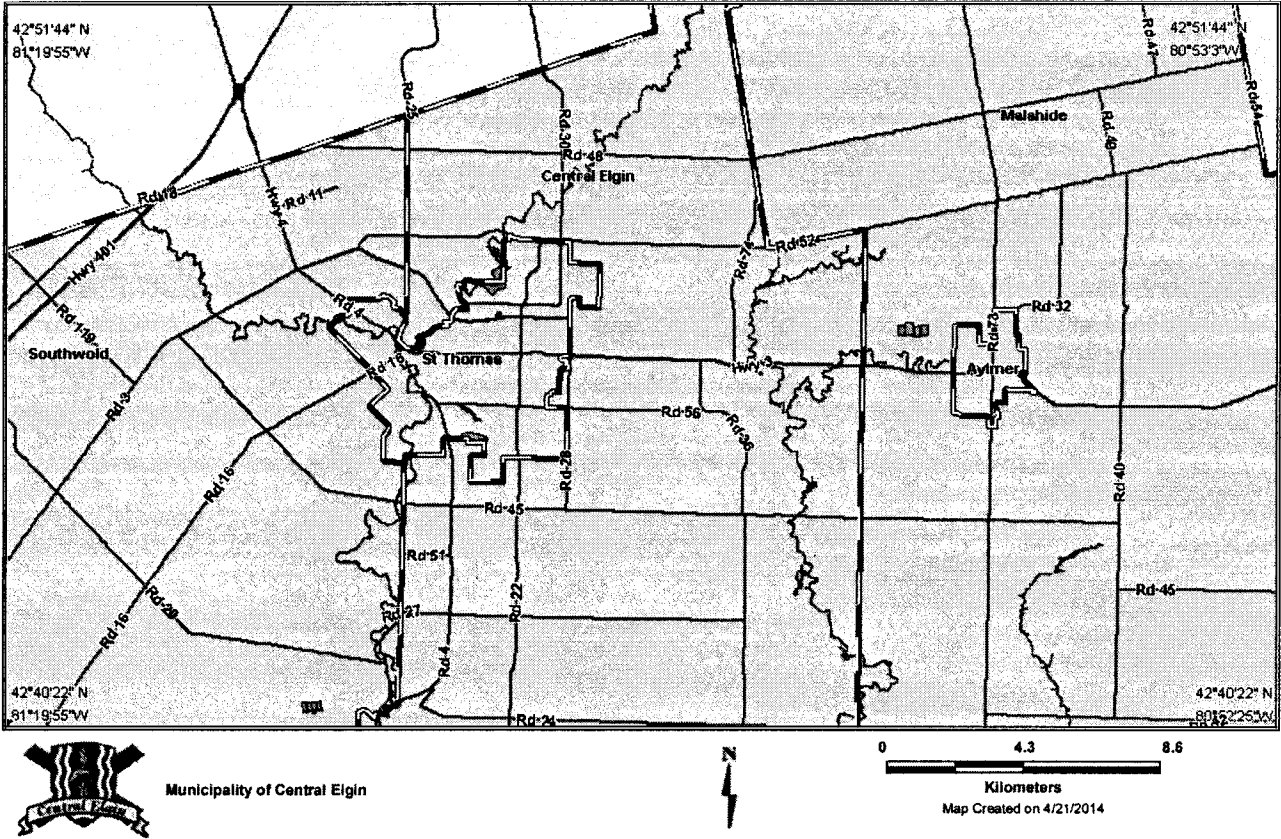 42°51'44" N
81°19'55"W
42°51'44" N
80°53'3"W
Rd-47
Rd-54
Rd-25
Rd-30
Malahide
Rd-49
Rd-48
Central Elgin
Rd-18
Hwy-4
Rd-11
Hwy-401
Rd-74
Rd-52
Rd-119
Rd-4
Rd-32
Rd-73
Southwold
Rd-16
St Thomas
Hwy-3
Aylmer
Rd-3
Rd-56
Rd-36
Rd-28
Rd-16
Rd-40
Rd-45
Rd-51
Rd-22
Rd-45
Rd-20
Rd-27
Rd-16
Rd-4
42°40'22" N
81°19'55"W
Rd-24
42°40'22" N
80°52'25"W
Central Elgin
Municipality of Central Elgin
N
0 4.3 8.6
Kilometers
Map Created on 4/21/2014